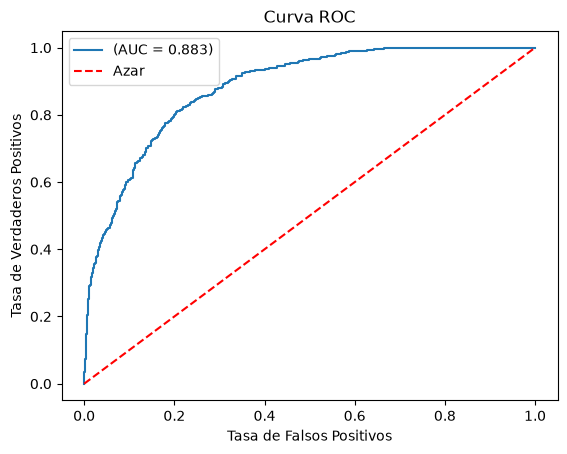 Curva ROC
(AUC = 0.883)
Azar
Tasa de Verdaderos Positivos
1.0
0.8
0.6
0.4
0.2
0.0
0.0 0.2 0.4 0.6 0.8 1.0
Tasa de Falsos Positivos